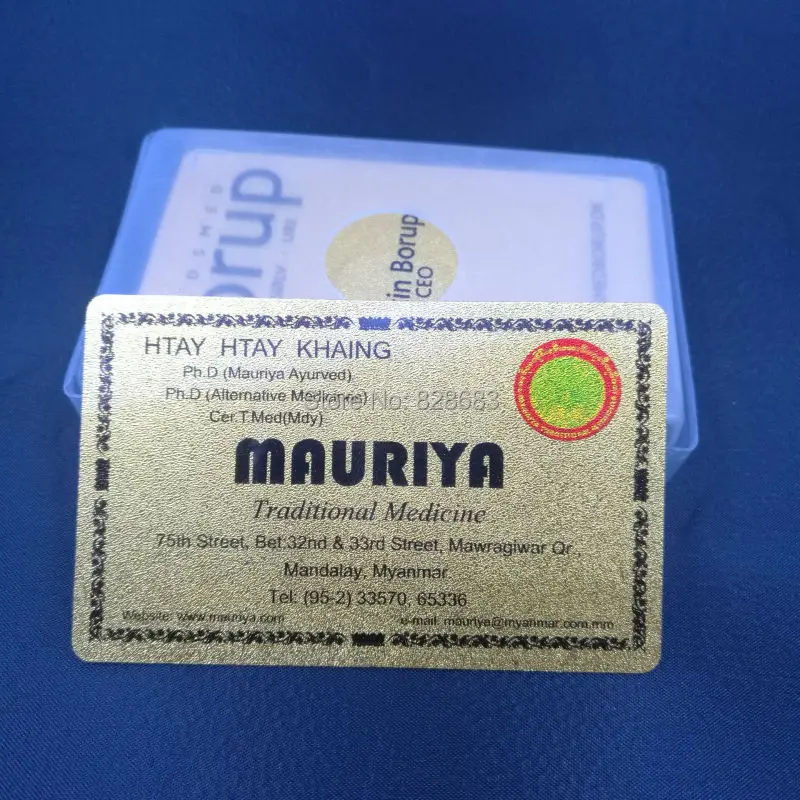 orup
in Borup
CEO
HTAY HTAY KHAING
Ph.D (Mauriya Ayurved)
Ph.D (Alternative Medicines)
Cer.T.Med(Mdy)
Store No: 828683
MAURIYA
Traditional Medicine
75th Street, Bet:32nd & 33rd Street, Mawragiwar Qr.,
Mandalay, Myanmar.
Tel: (95-2) 33570, 65336
Website: www.mauriya.com
e-mail: mauriya@myanmar.com.mm